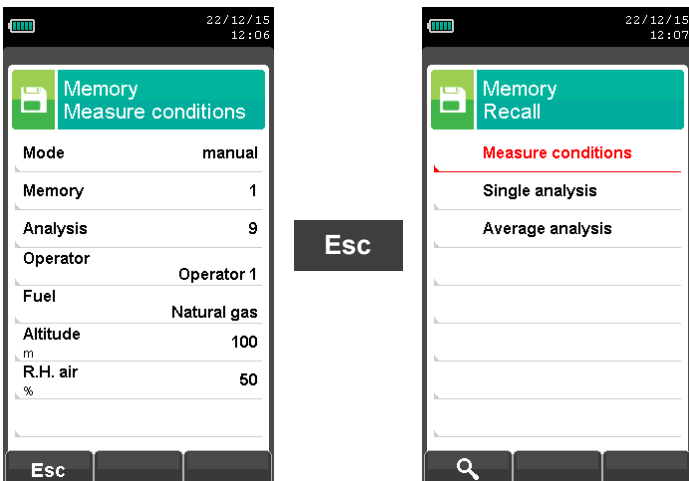 22/12/15
12:06
Memory
Measure conditions
Mode manual
Memory 1
Analysis 9
Operator
Operator 1
Fuel
Natural gas
Altitude
m
100
R.H. air
%
50
Esc
Esc
22/12/15
12:07
Memory
Recall
Measure conditions
Single analysis
Average analysis